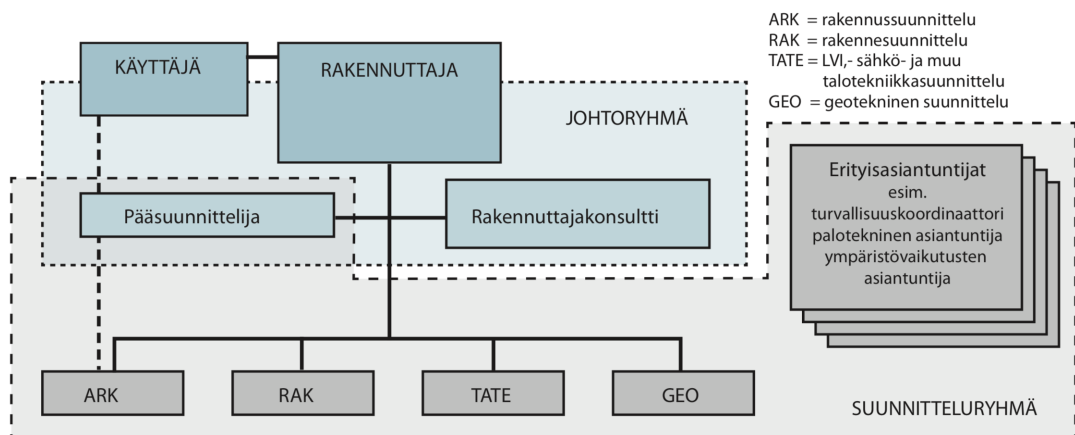 ARK = rakennussuunnittelu
RAK = rakennesuunnittelu
TATE = LVI,- sähkö- ja muu
talotekniikkasuunnittelu
GEO = geotekninen suunnittelu
KÄYTTÄJÄ
RAKENNUTTAJA
JOHTORYHMÄ
Pääsuunnittelija
Rakennuttajakonsultti
Erityisasiantuntijat
esim.
turvallisuuskoordinaattori
palotekninen asiantuntija
ympäristövaikutusten
asiantuntija
ARK
RAK
TATE
GEO
SUUNNITTELURYHMÄ